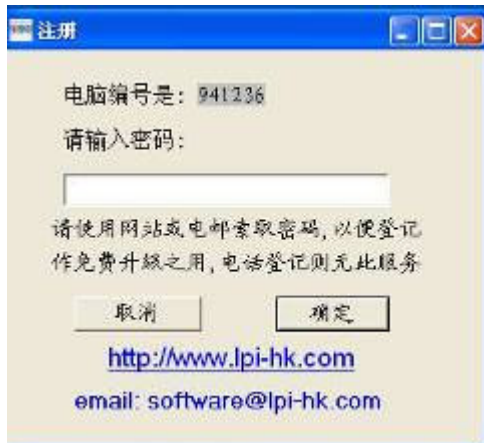 注册
电脑编号是: 941236
请输入密码:
请使用网站或电邮索取密码, 以便登记
作免费升级之用, 电话登记则无此服务
取消
确定
http://www.lpi-hk.com
email: software@lpi-hk.com